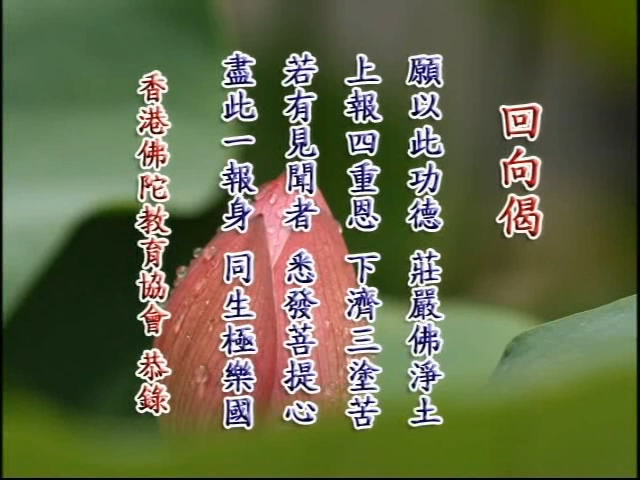 回向偈
願以此功德 莊嚴佛淨土
上報四重恩 下濟三塗苦
若有見聞者 悉發菩提心
盡此一報身 同生極樂國
香港佛陀教育協會 恭錄